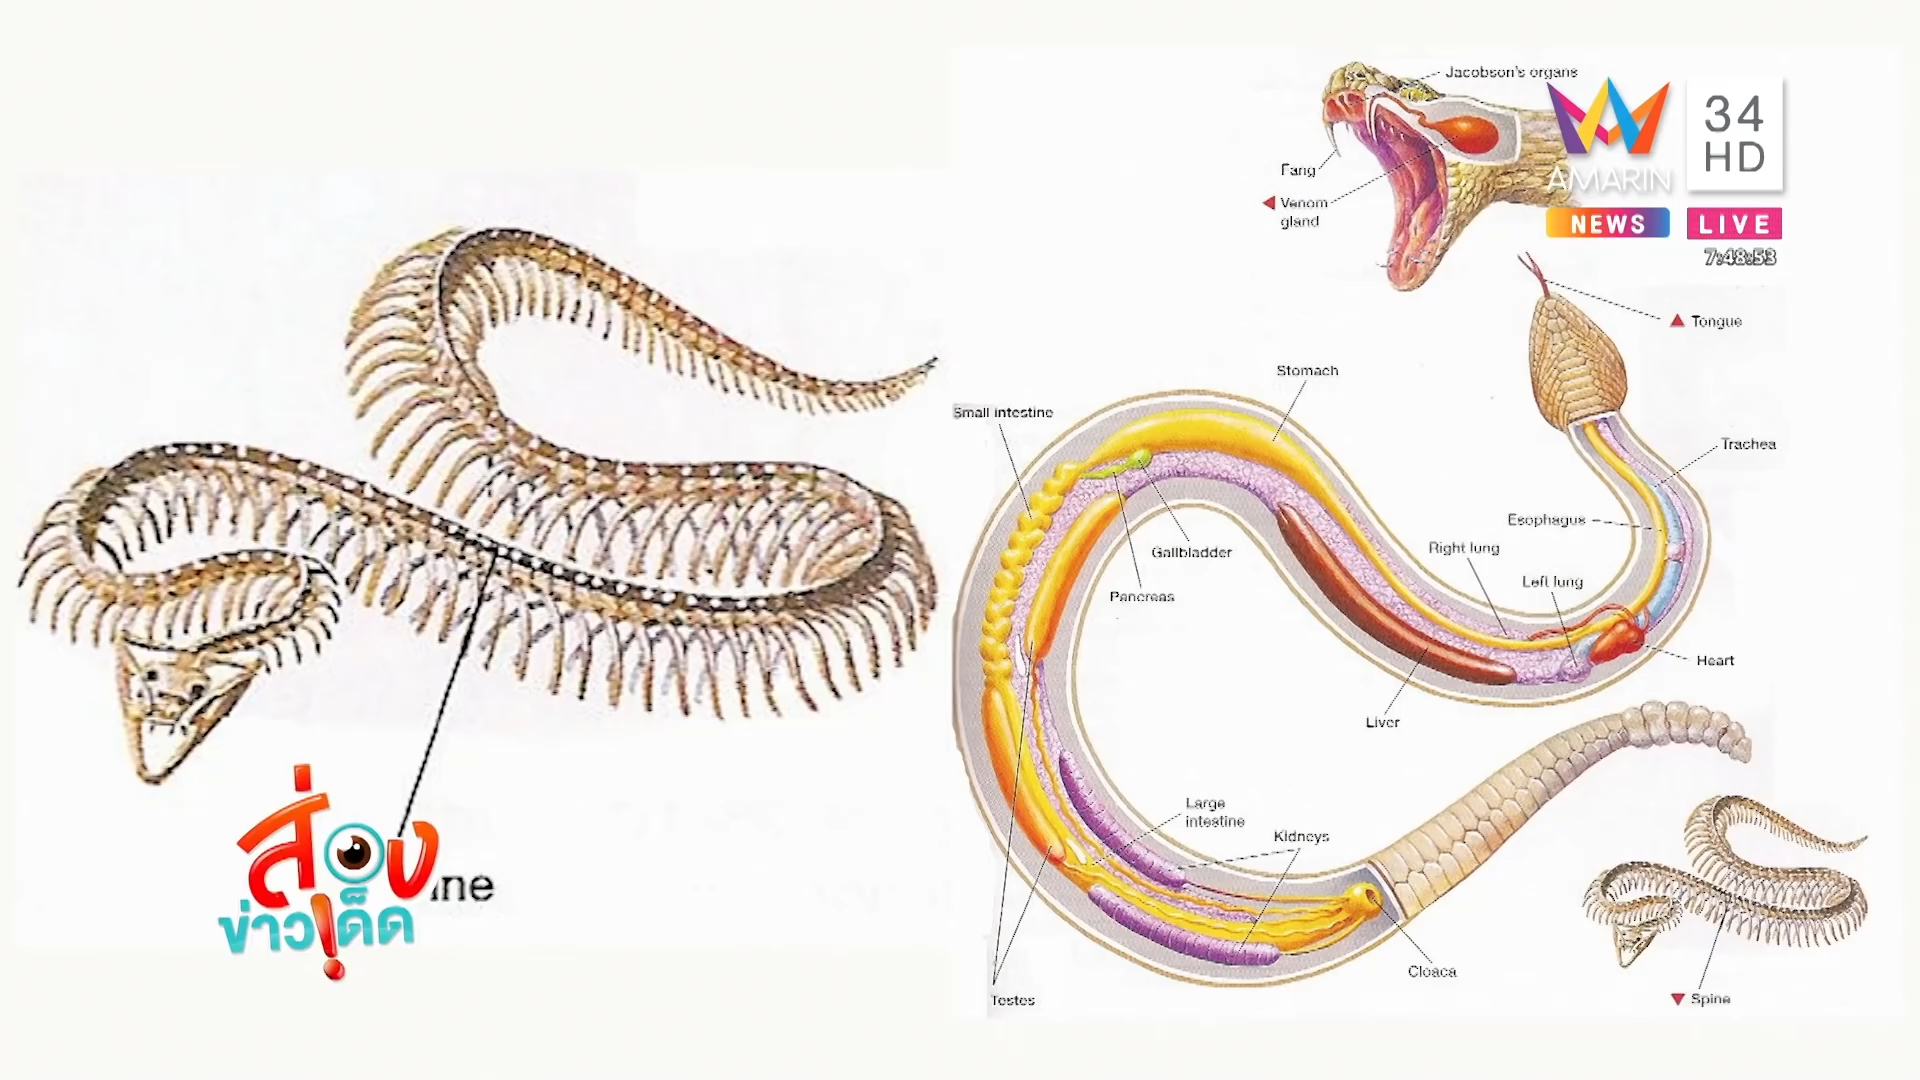 Jacobson's organs
Fang
Venom
gland
AMARIN
34
HD
NEWS
LIVE
7:48:53
Tongue
Stomach
Small intestine
Trachea
Esophagus
Right lung
Left lung
Gallbladder
Pancreas
Heart
Liver
Large
intestine
Kidneys
Cloaca
Testes
Spine
ส่อง
ข่าวเด็ด!
ine